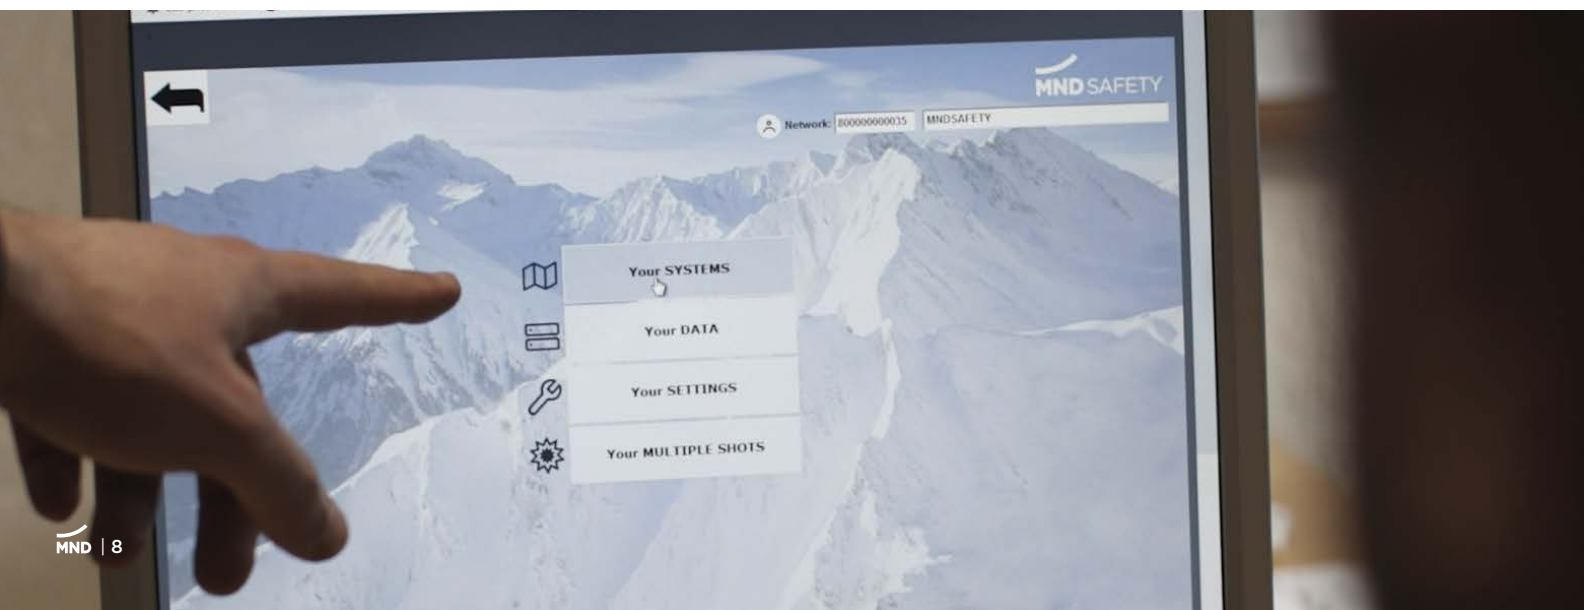 MND SAFETY
Network: 800000000035 MNDSAFETY
Your SYSTEMS
Your DATA
Your SETTINGS
Your MULTIPLE SHOTS
MND | 8